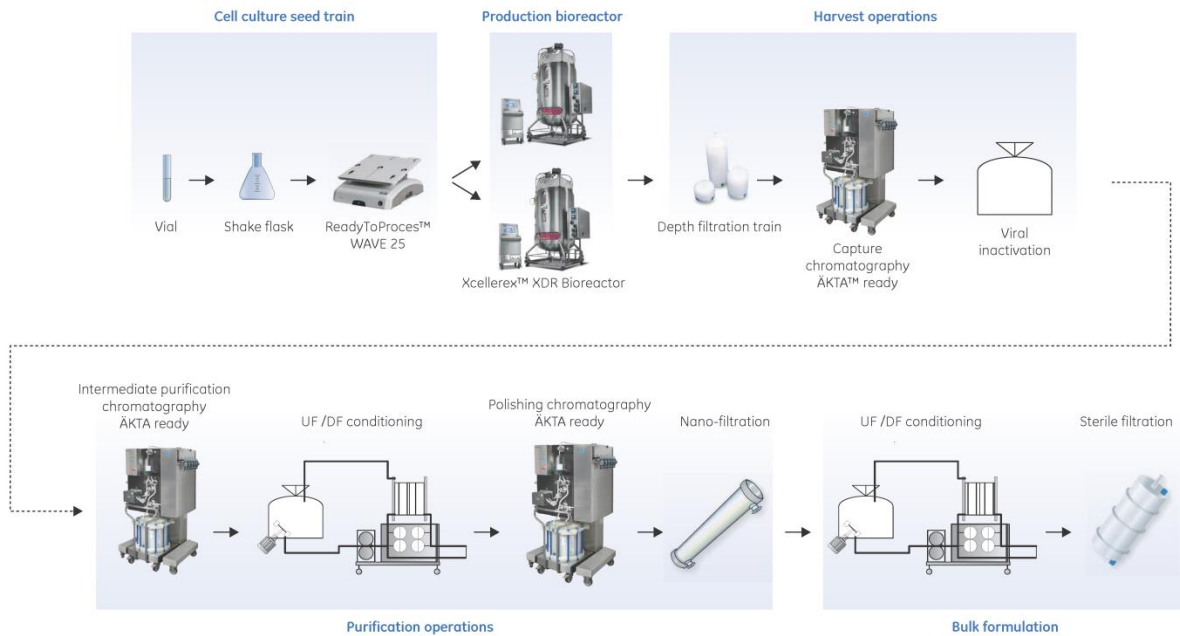 Cell culture seed train
Production bioreactor
Harvest operations
Vial
Shake flask
ReadyToProces™
WAVE 25
Xcellerex™ XDR Bioreactor
Depth filtration train
Capture
chromatography
ÄKTA™ ready
Viral
inactivation
Intermediate purification
chromatography
ÄKTA ready
UF /DF conditioning
Polishing chromatography
ÄKTA ready
Nano-filtration
UF /DF conditioning
Sterile filtration
Purification operations
Bulk formulation